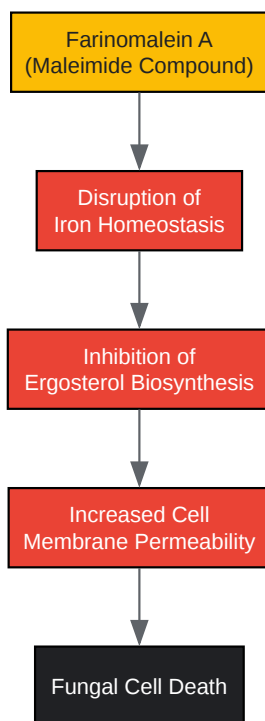 Farinomalein A
(Maleimide Compound)
Disruption of
Iron Homeostasis
Inhibition of
Ergosterol Biosynthesis
Increased Cell
Membrane Permeability
Fungal Cell Death